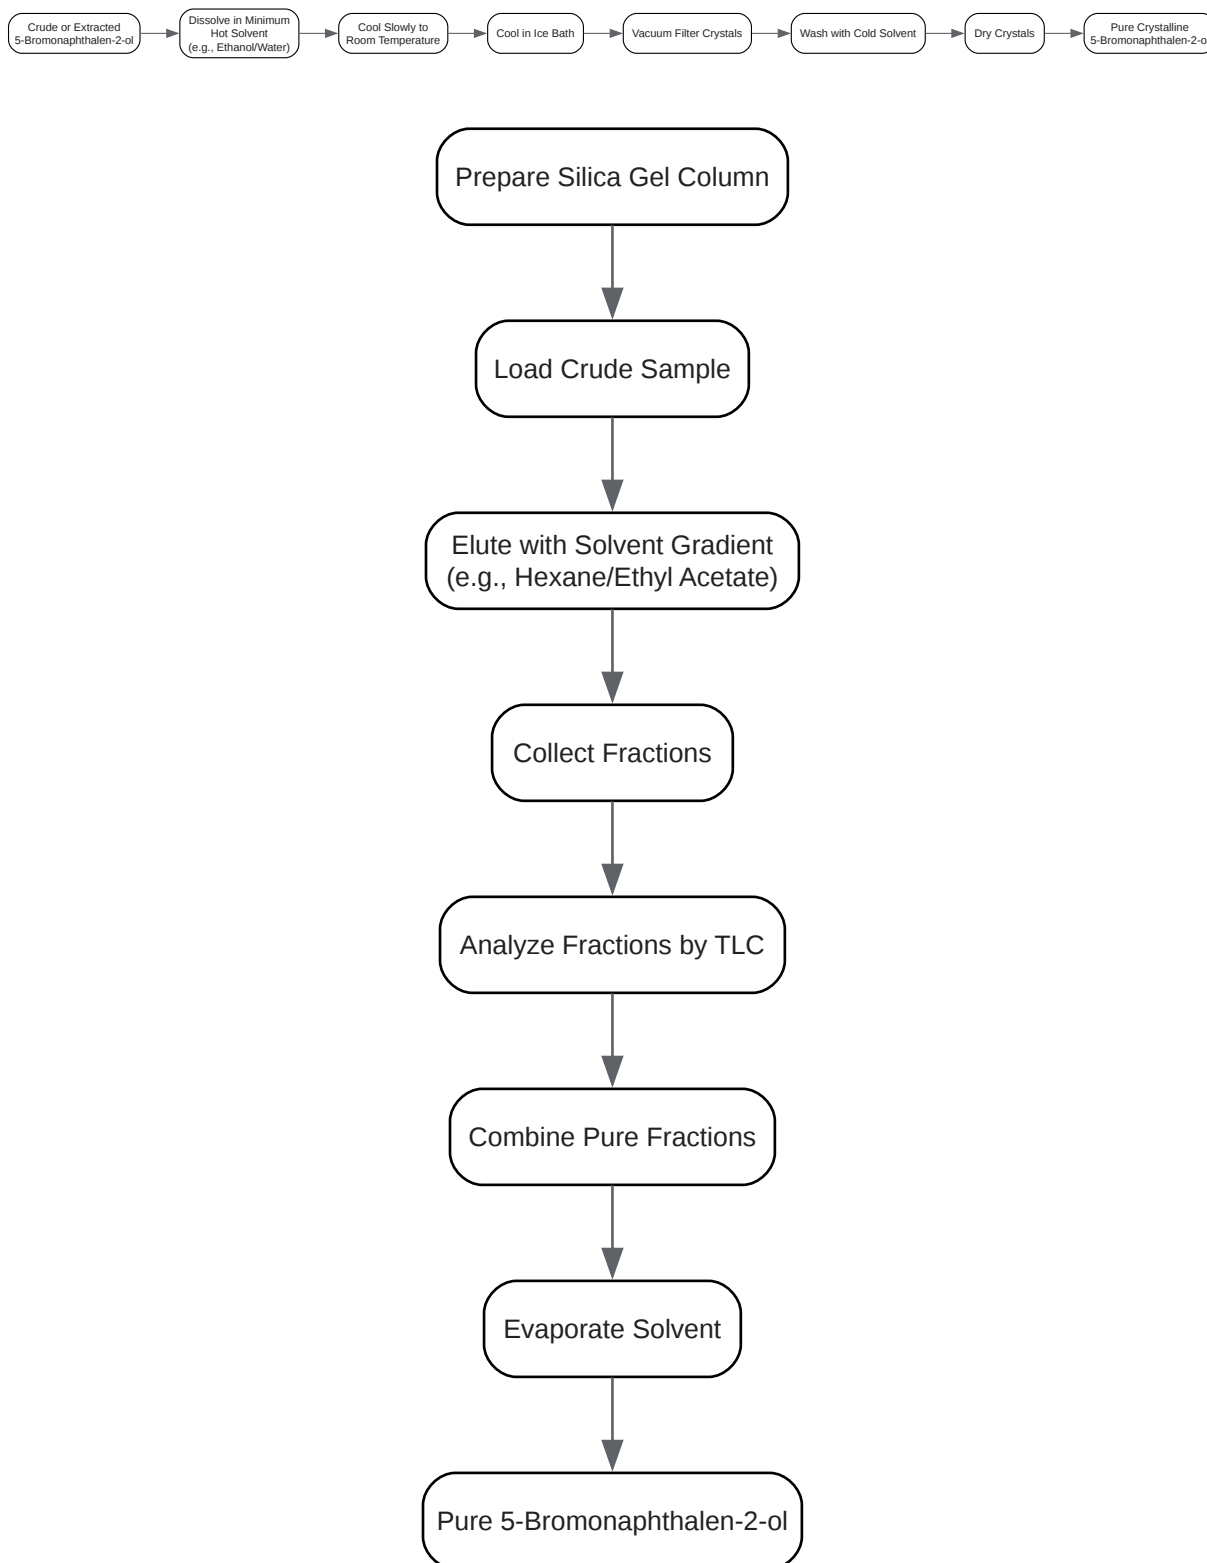 Crude or Extracted
5-Bromonaphthalen-2-ol
Dissolve in Minimum
Hot Solvent
(e.g., Ethanol/Water)
Cool Slowly to
Room Temperature
Cool in Ice Bath
Vacuum Filter Crystals
Wash with Cold Solvent
Dry Crystals
Pure Crystalline
5-Bromonaphthalen-2-o
Prepare Silica Gel Column
Load Crude Sample
Elute with Solvent Gradient
(e.g., Hexane/Ethyl Acetate)
Collect Fractions
Analyze Fractions by TLC
Combine Pure Fractions
Evaporate Solvent
Pure 5-Bromonaphthalen-2-ol